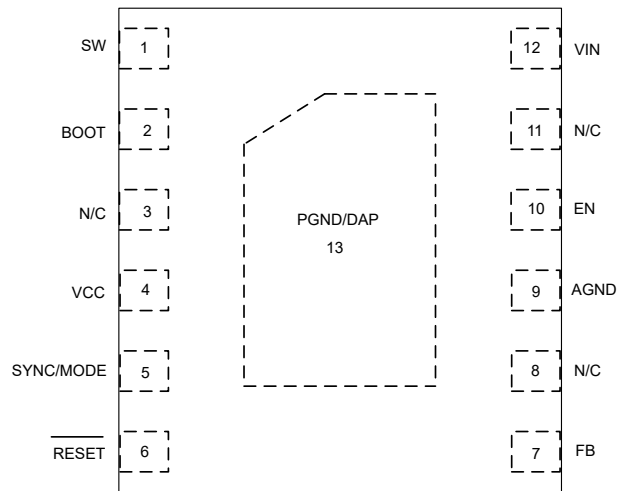 SW 1 12 VIN
BOOT 2 11 N/C
N/C 3 10 EN
PGND/DAP
13
VCC 4 9 AGND
SYNC/MODE 5 8 N/C
RESET 6 7 FB